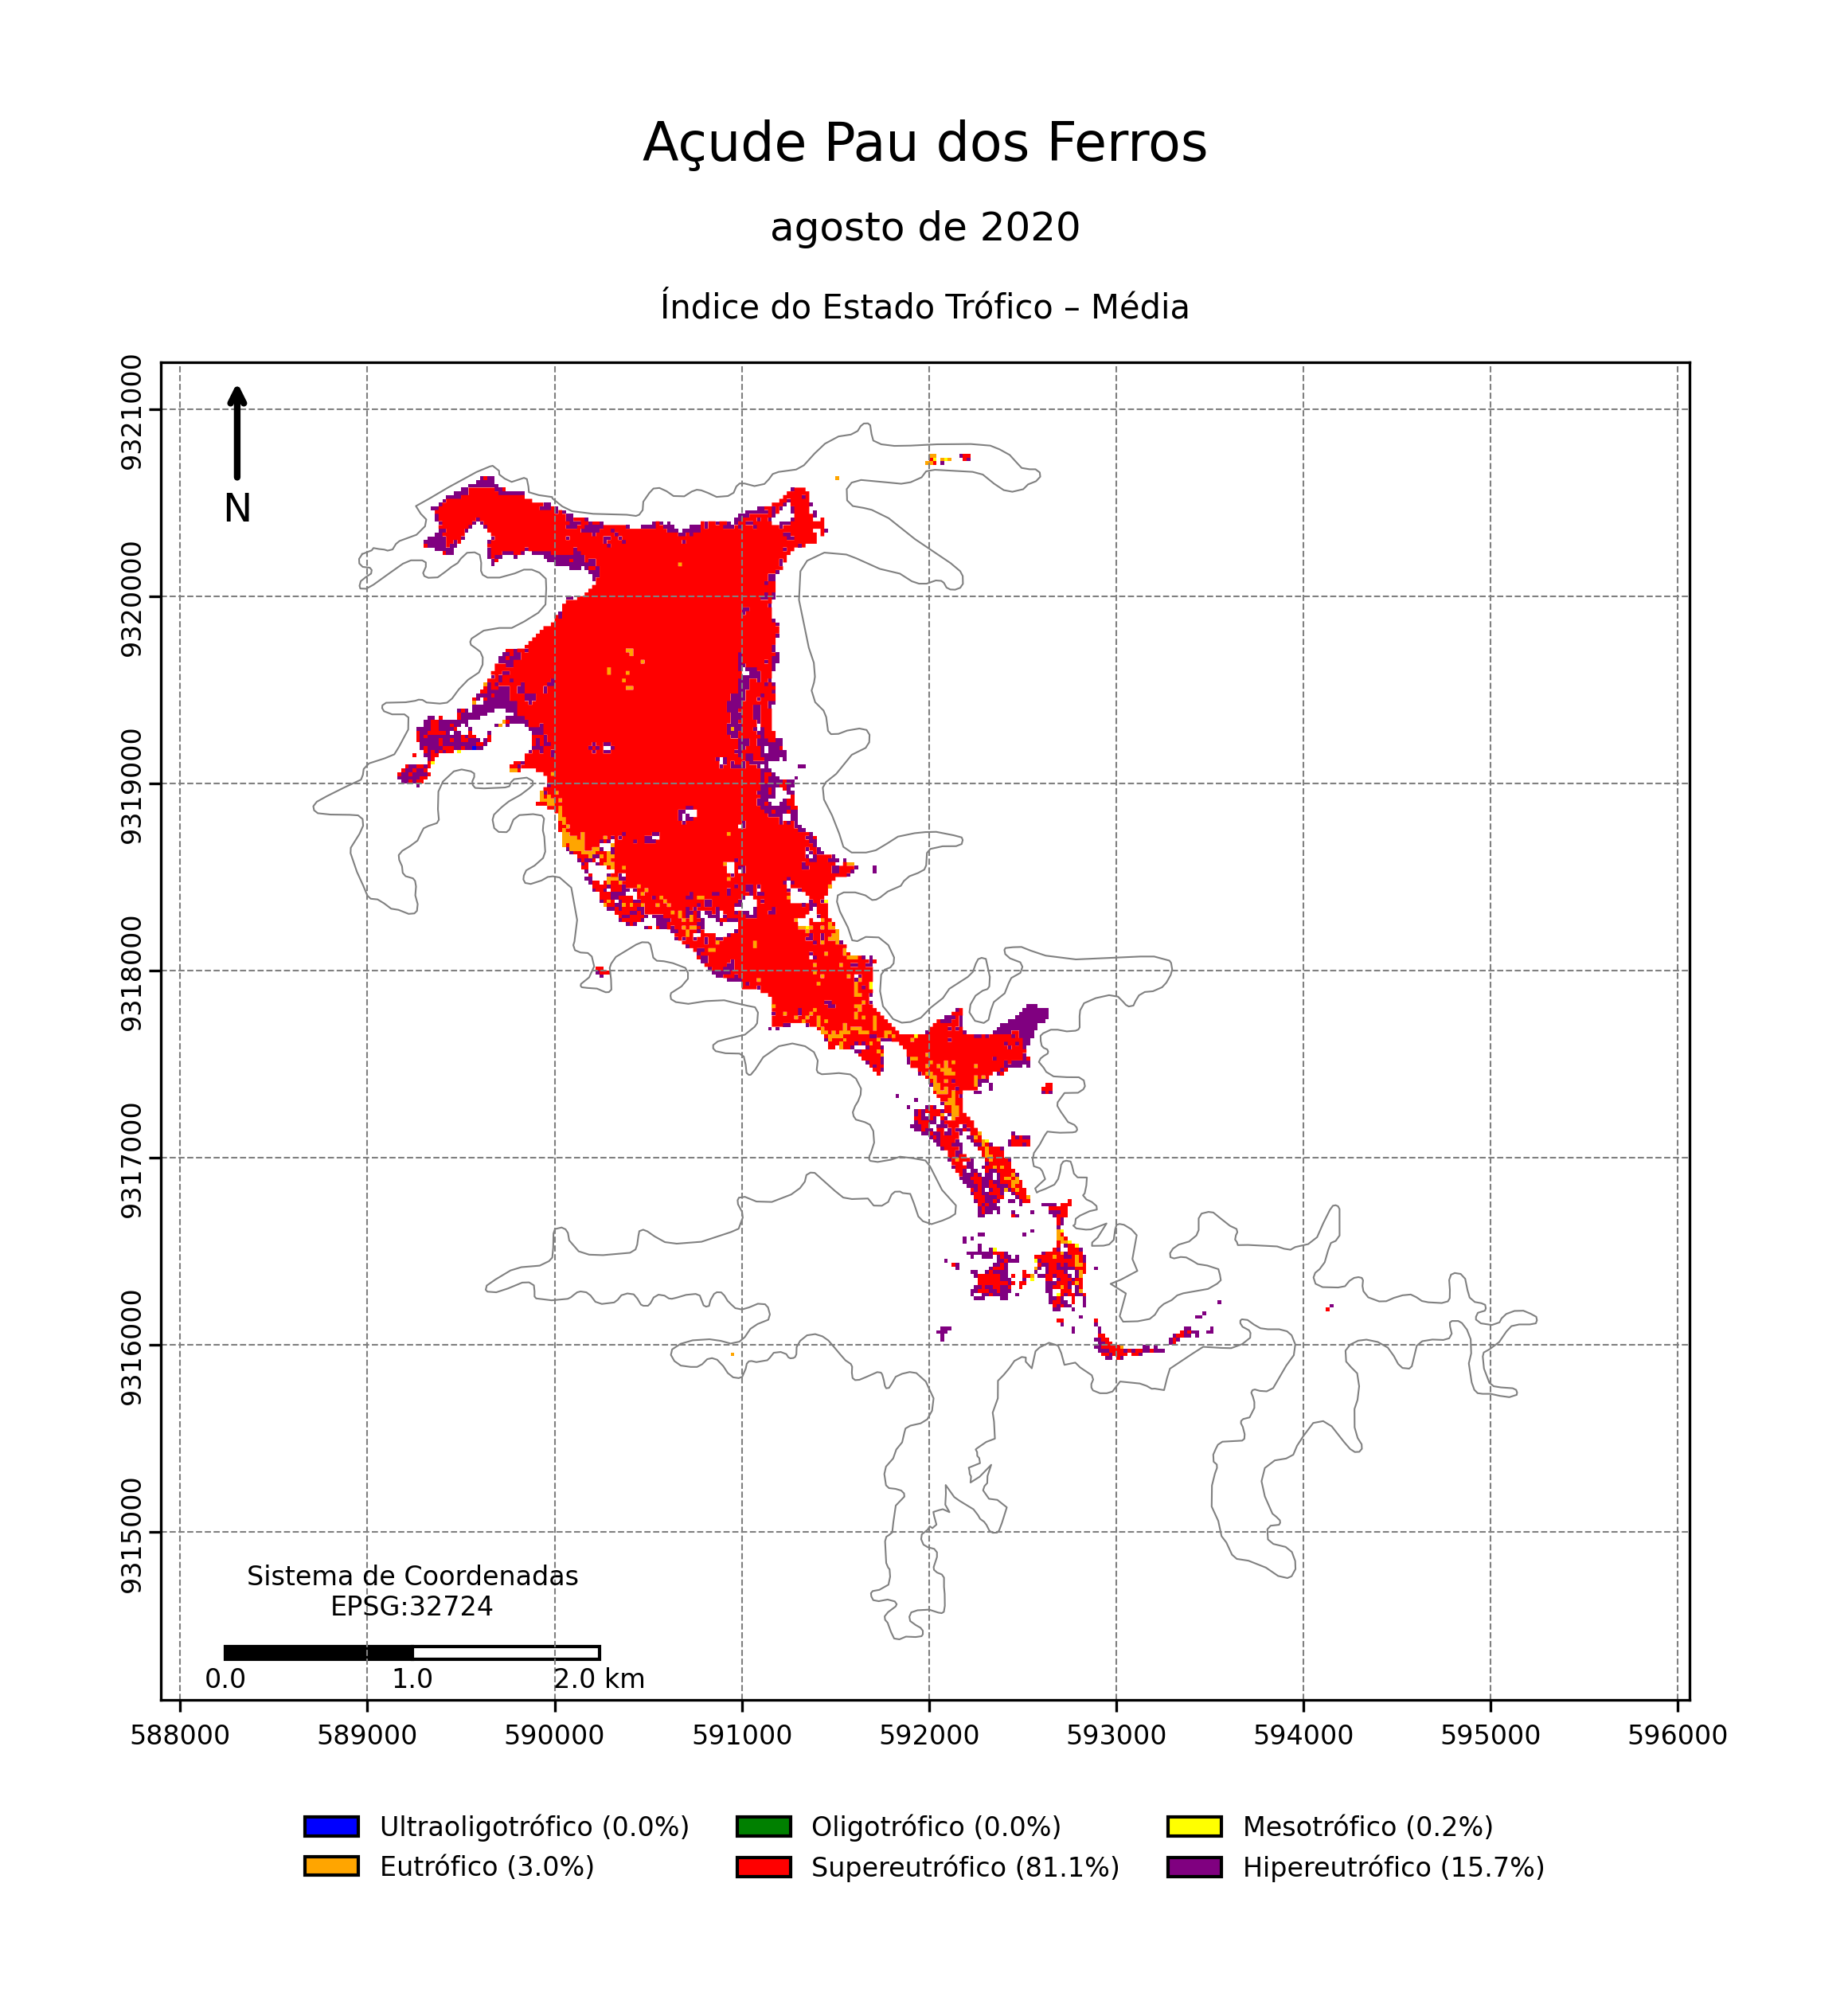 Açude Pau dos Ferros
agosto de 2020
Índice do Estado Trófico – Média
9321000
9320000
9319000
9318000
9317000
9316000
9315000
N
Sistema de Coordenadas
EPSG:32724
0.0 1.0 2.0 km
588000 589000 590000 591000 592000 593000 594000 595000 596000
Ultraoligotrófico (0.0%) Oligotrófico (0.0%) Mesotrófico (0.2%)
Eutrófico (3.0%) Supereutrófico (81.1%) Hipereutrófico (15.7%)